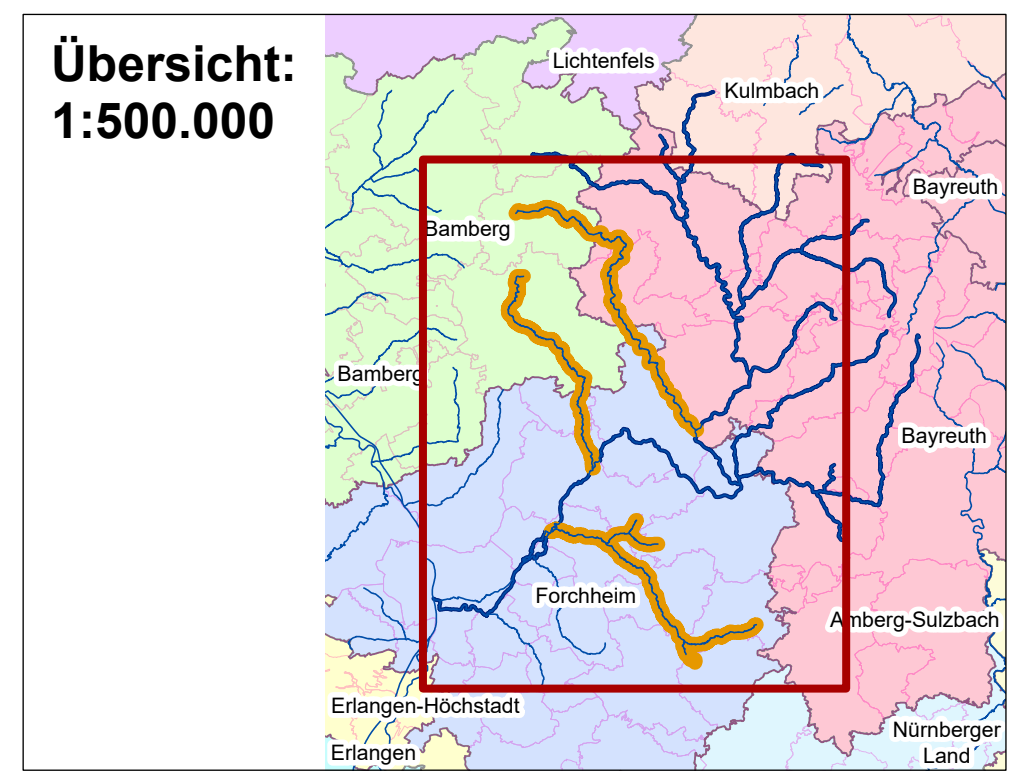 Übersicht:
1:500.000
Lichtenfels
Kulmbach
Bayreuth
Bamberg
Bamberg
Bayreuth
Forchheim
Amberg-Sulzbach
Erlangen-Höchstadt
Nürnberger
Land
Erlangen